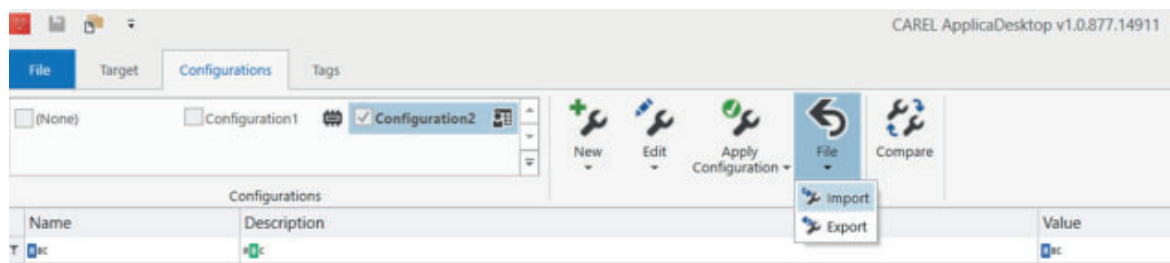 CAREL ApplicaDesktop v1.0.877.14911
File Target Configurations Tags
(None) Configuration1 Configuration2
New Edit Apply Configuration File Compare
Configurations
Import
Export
Name Description Value